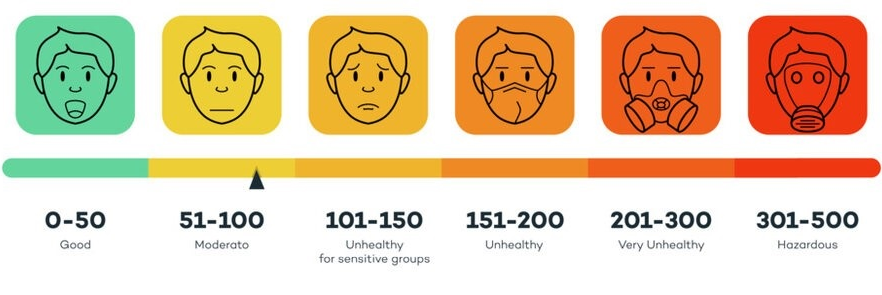 0-50
Good
51-100
Moderato
101-150
Unhealthy
for sensitive groups
151-200
Unhealthy
201-300
Very Unhealthy
301-500
Hazardous